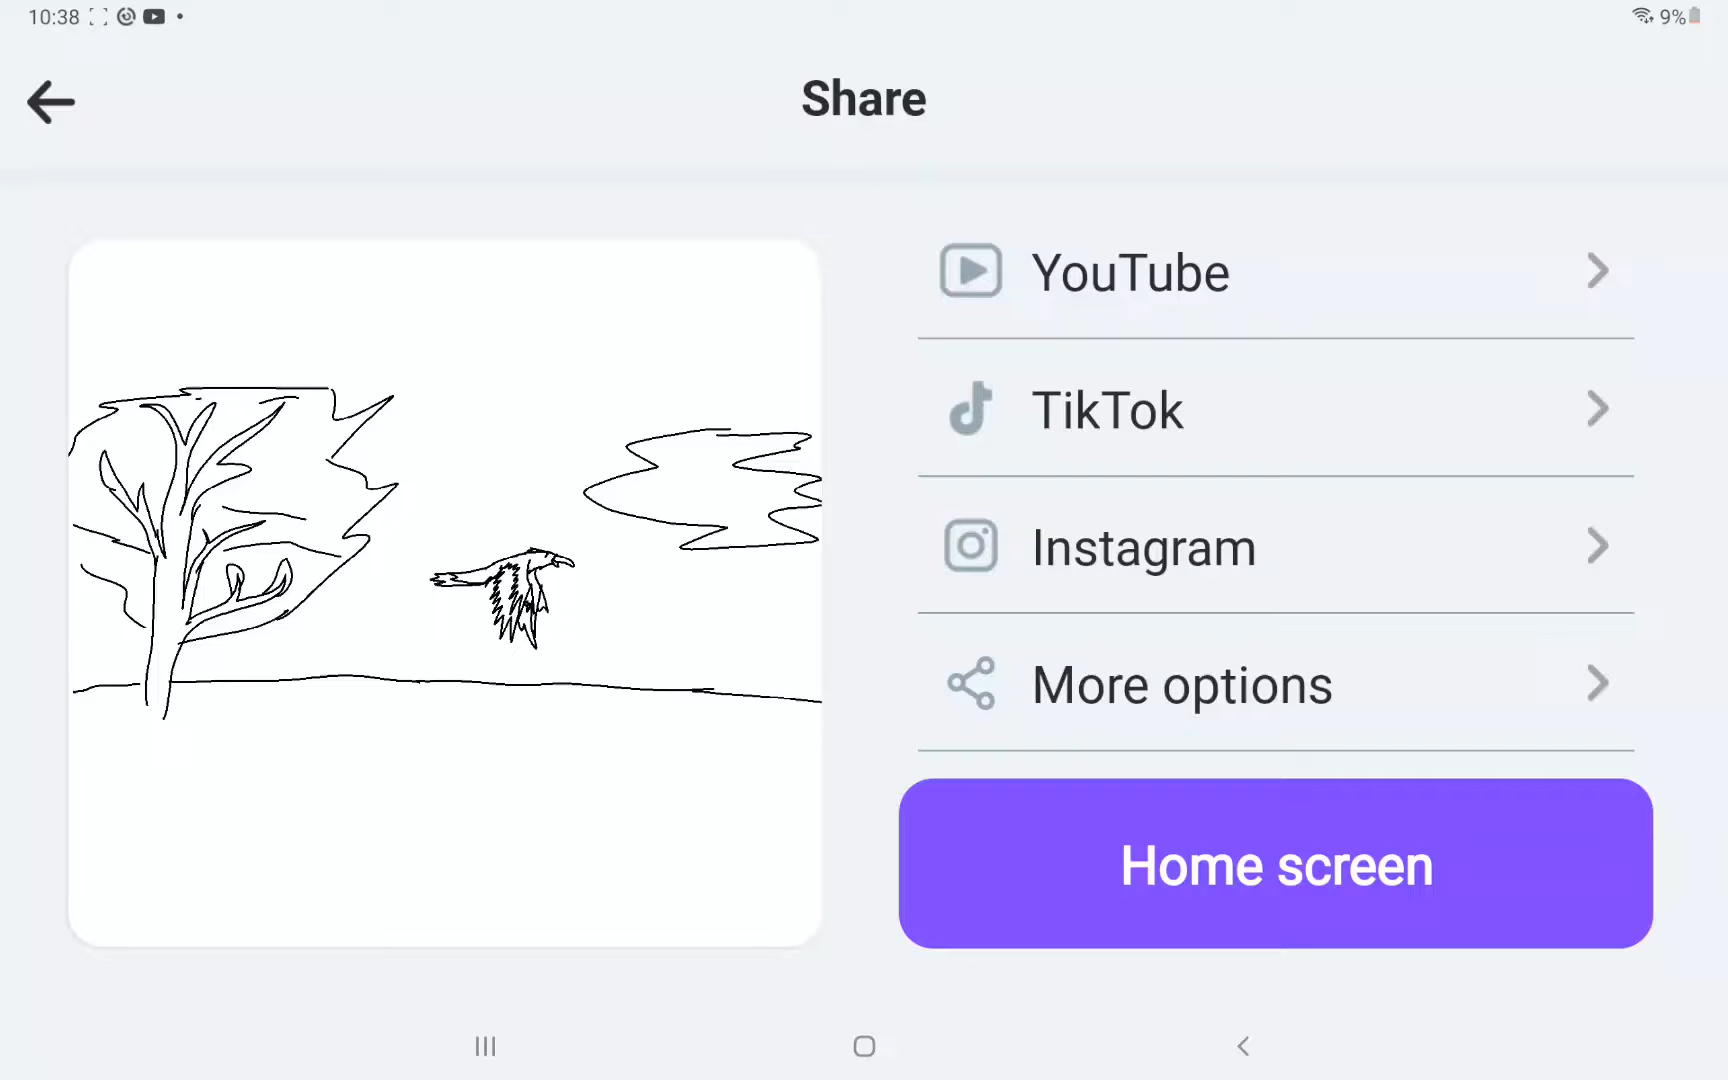 10:38
9%
Share
YouTube
TikTok
Instagram
More options
Home screen